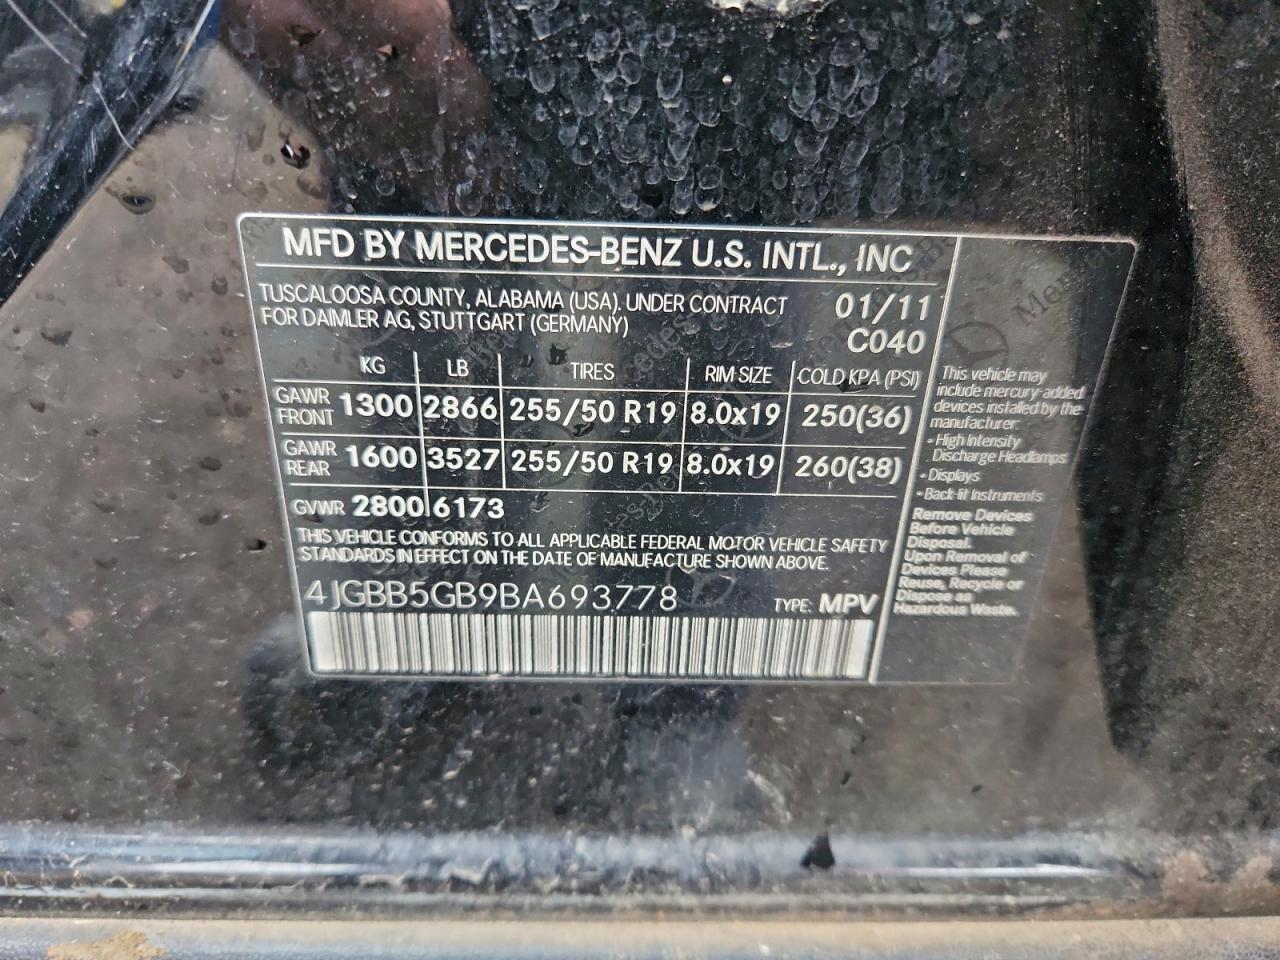 MFD BY MERCEDES-BENZ U.S. INTL., INC
TUSCALOOSA COUNTY, ALABAMA (USA). UNDER CONTRACT
FOR DAIMLER AG, STUTTGART (GERMANY)
01/11
C040
KG LB TIRES RIM SIZE COLD KPA (PSI)
GAWR FRONT 1300 2866 255/50 R19 8.0x19 250(36)
GAWR REAR 1600 3527 255/50 R19 8.0x19 260(38)
GVWR 2800 6173
THIS VEHICLE CONFORMS TO ALL APPLICABLE FEDERAL MOTOR VEHICLE SAFETY
STANDARDS IN EFFECT ON THE DATE OF MANUFACTURE SHOWN ABOVE.
4JGBB5GB9BA693778 TYPE: MPV
This vehicle may
include mercury-added
devices installed by the
manufacturer:
• High Intensity
Discharge Headlamps
• Displays
• Back-lit Instruments
Remove Devices
Before Vehicle
Disposal.
Upon Removal of
Devices Please
Reuse, Recycle or
Dispose as
Hazardous Waste.